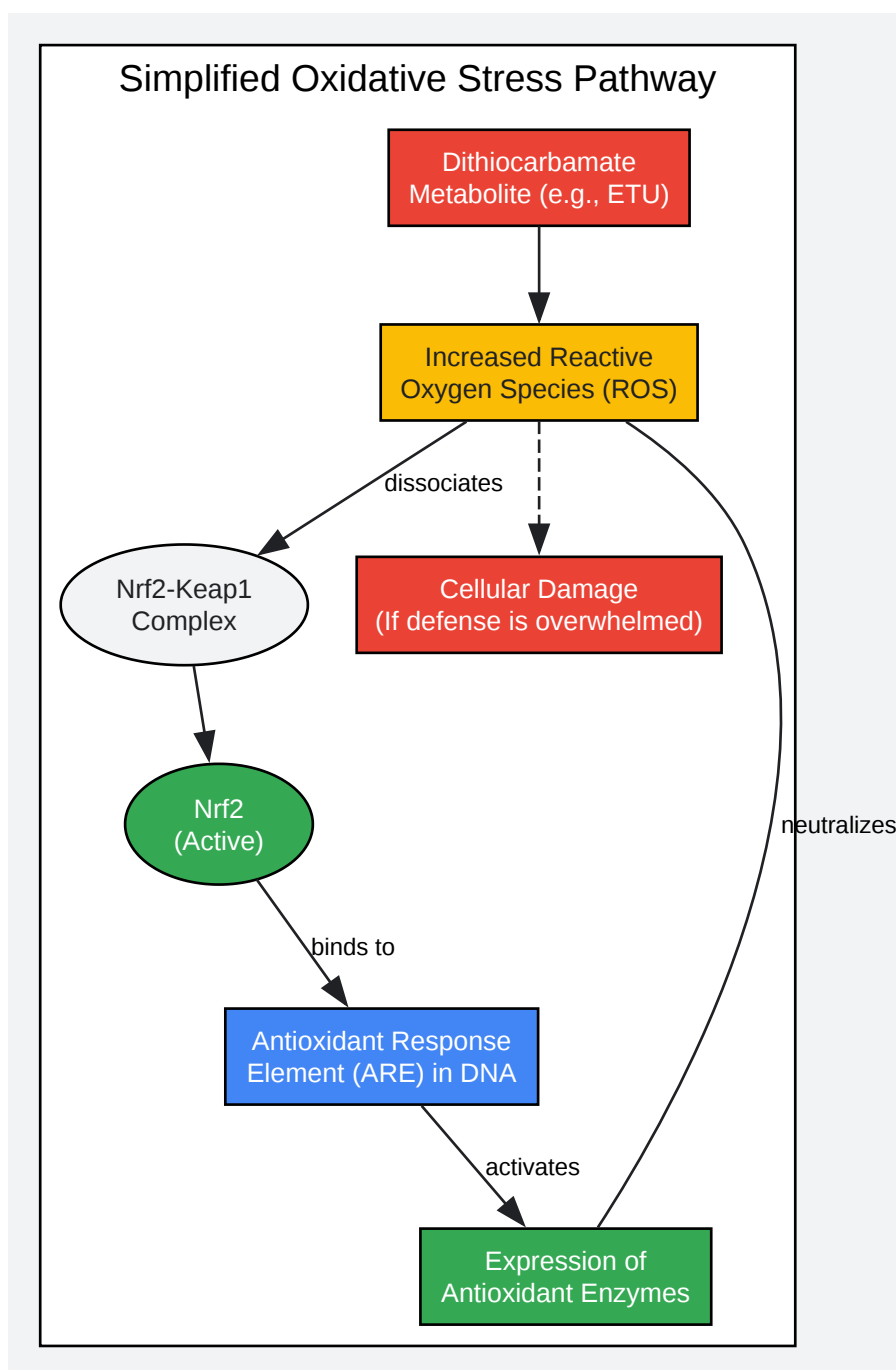 Simplified Oxidative Stress Pathway
Dithiocarbamate
Metabolite (e.g., ETU)
Increased Reactive
Oxygen Species (ROS)
dissociates
Cellular Damage
(If defense is overwhelmed)
Nrf2-Keap1
Complex
Nrf2
(Active)
neutralizes
binds to
Antioxidant Response
Element (ARE) in DNA
activates
Expression of
Antioxidant Enzymes